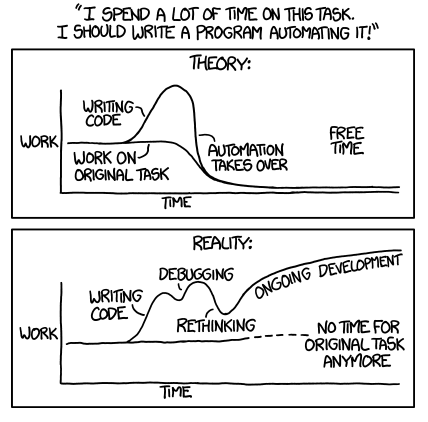 "I SPEND A LOT OF TIME ON THIS TASK.
I SHOULD WRITE A PROGRAM AUTOMATING IT!"
THEORY:
WRITING
CODE
WORK
WORK ON
ORIGINAL TASK
AUTOMATION
TAKES OVER
FREE
TIME
TIME
REALITY:
DEBUGGING
WRITING
CODE
RETHINKING
ONGOING DEVELOPMENT
WORK
NO TIME FOR
ORIGINAL TASK
ANYMORE
TIME